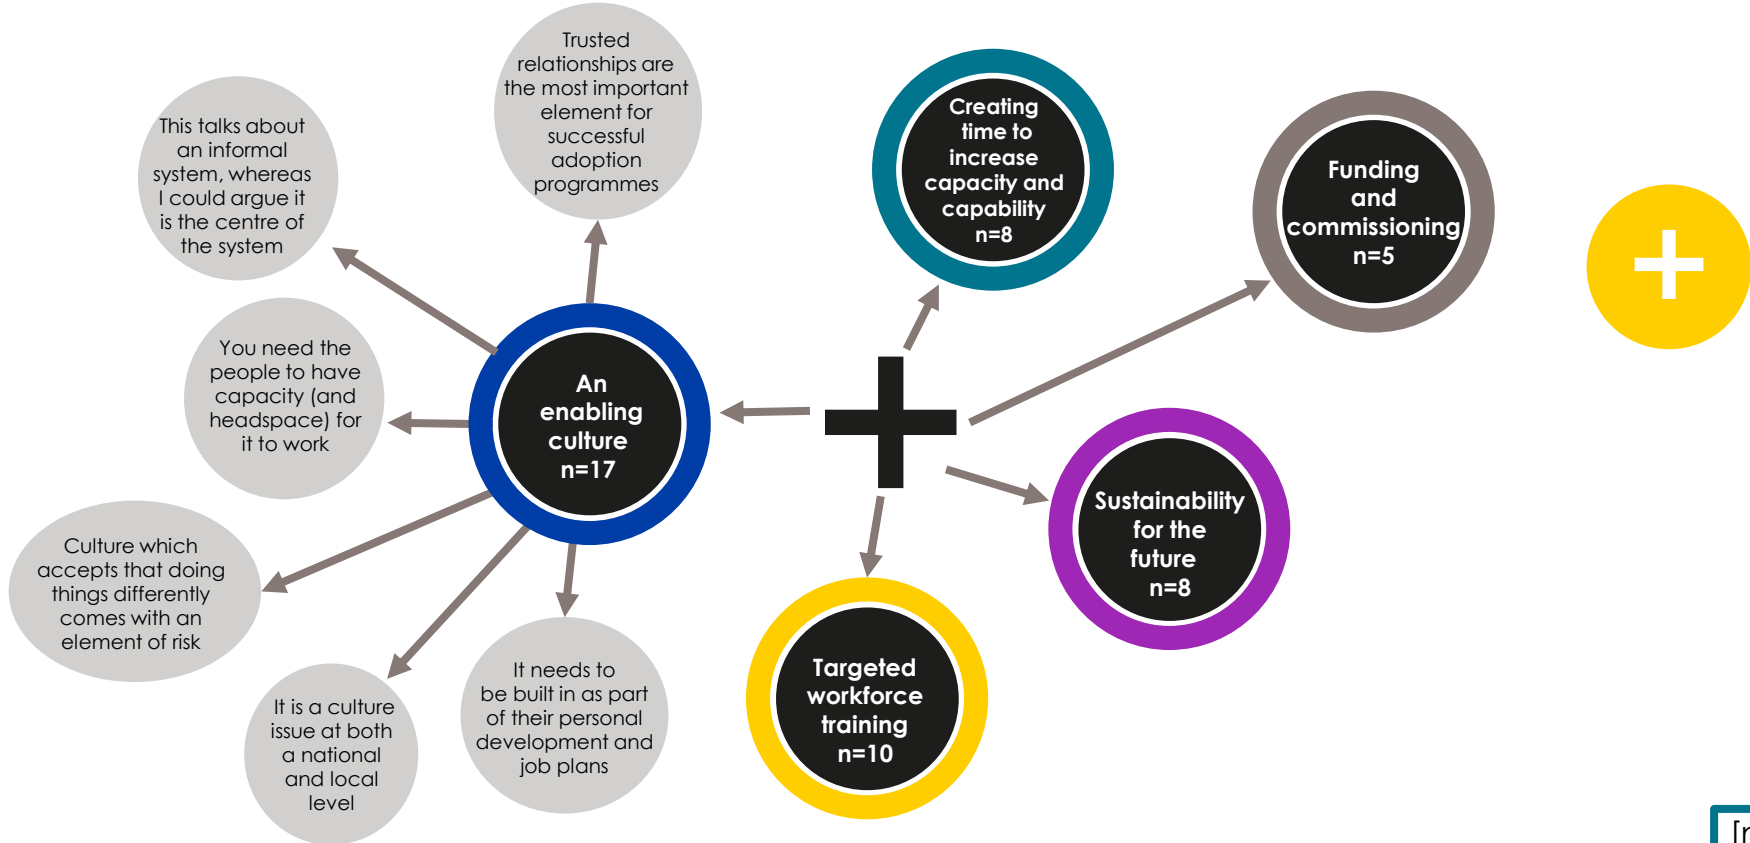 Trusted
relationships are
the most important
element for
successful
adoption
programmes
This talks about
an informal
system, whereas
I could argue it
is the centre of
the system
You need the
people to have
capacity (and
headspace) for
it to work
Culture which
accepts that doing
things differently
comes with an
element of risk
It is a culture
issue at both
a national
and local
level
It needs to
be built in as part
of their personal
development and
job plans
An
enabling
culture
n=17
Creating
time to
increase
capacity and
capability
n=8
Funding
and
commissioning
n=5
Sustainability
for the
future
n=8
Targeted
workforce
training
n=10